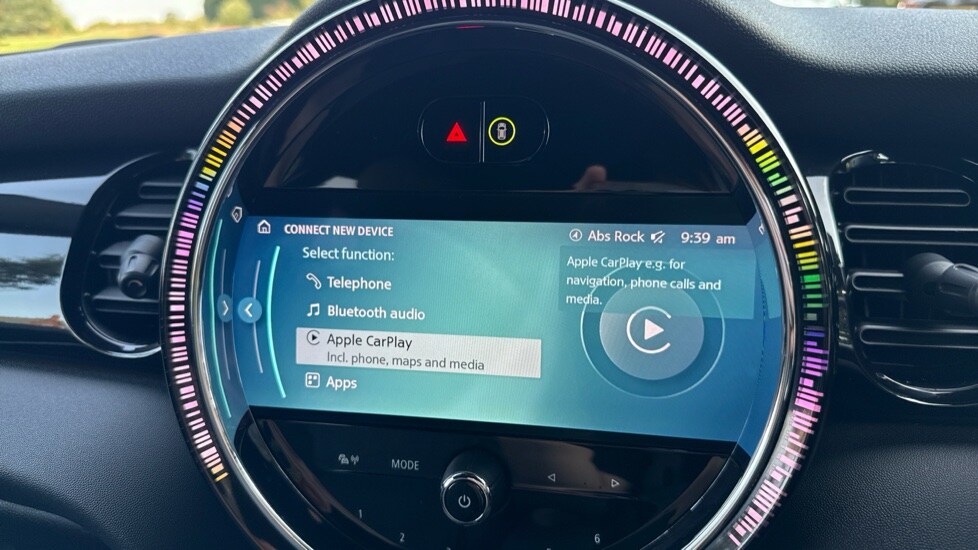 CONNECT NEW DEVICE
Abs Rock
9:39 am
Select function:
Telephone
Bluetooth audio
Apple CarPlay
Incl. phone, maps and media
Apps
Apple CarPlay e.g. for
navigation, phone calls and
media.
MODE
1
2
6